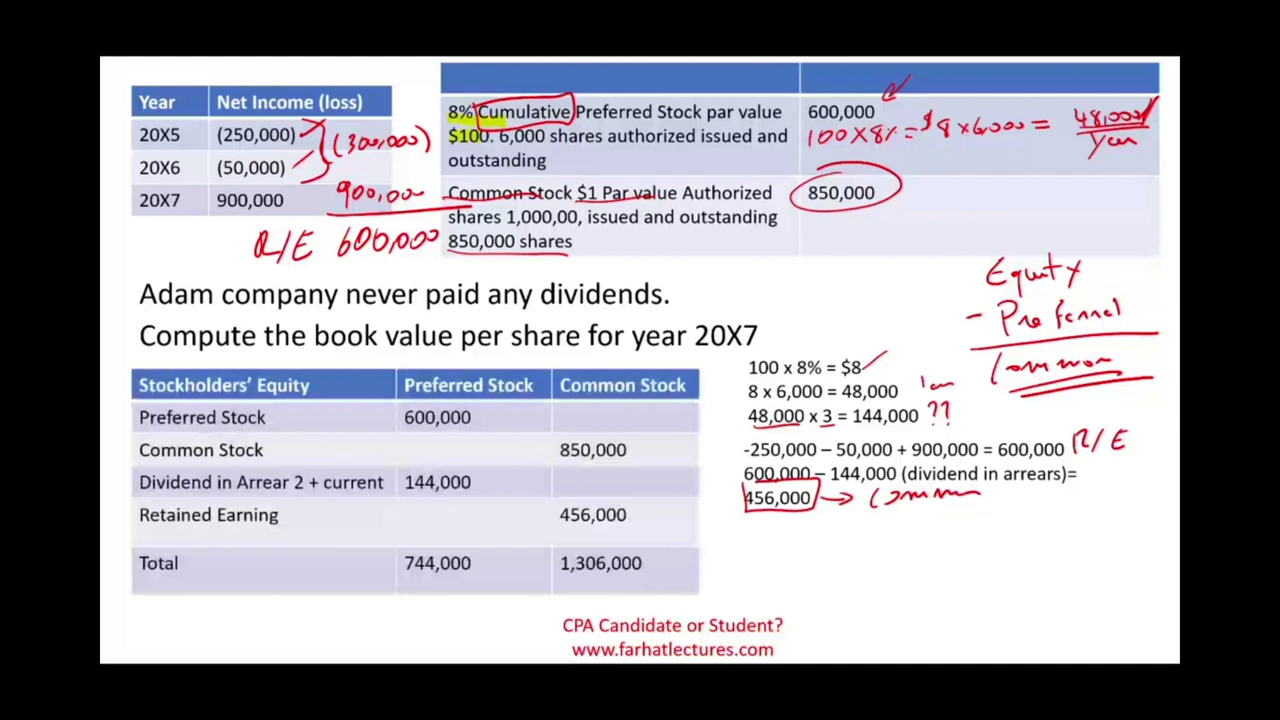 Year Net Income (loss)
20X5 (250,000)
20X6 (50,000)
20X7 900,000
(300,000)
900,000
R/E 600,000
8% Cumulative Preferred Stock par value 600,000
$100. 6,000 shares authorized issued and
outstanding
100 X 8% = $8 x 6000 = 48,000
Year
Common Stock $1 Par value Authorized 850,000
shares 1,000,00, issued and outstanding
850,000 shares
Equity
- Preferred
Common
Adam company never paid any dividends.
Compute the book value per share for year 20X7
Stockholders' Equity Preferred Stock Common Stock
Preferred Stock 600,000
Common Stock 850,000
Dividend in Arrear 2 + current 144,000
Retained Earning 456,000
Total 744,000 1,306,000
100 x 8% = $8
8 x 6,000 = 48,000
48,000 x 3 = 144,000 ??
-250,000 – 50,000 + 900,000 = 600,000 R/E
600,000 – 144,000 (dividend in arrears)=
456,000 → Common
CPA Candidate or Student?
www.farhatlectures.com